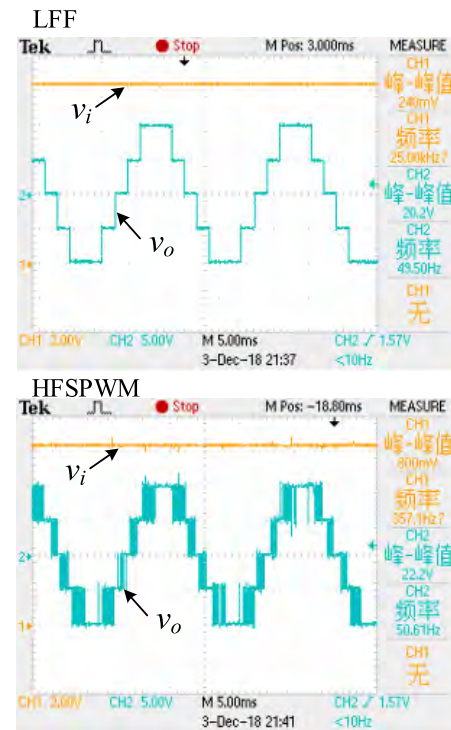 LFF
Tek Stop M Pos: 3.000ms MEASURE
CH1
峰-峰值
240mV
CH1
频率
25.00kHz?
CH2
峰-峰值
20.2V
CH2
频率
49.50Hz
CH1
无
vi
2
vo
1
CH1 2.00V CH2 5.00V M 5.00ms CH2 1.57V
3-Dec-18 21:37 <10Hz
HFSPWM
Tek Stop M Pos: -18.80ms MEASURE
CH1
峰-峰值
800mV
CH1
频率
357.1Hz?
CH2
峰-峰值
22.2V
CH2
频率
50.61Hz
CH1
无
vi
2
vo
1
CH1 2.00V CH2 5.00V M 5.00ms CH2 1.57V
3-Dec-18 21:41 <10Hz